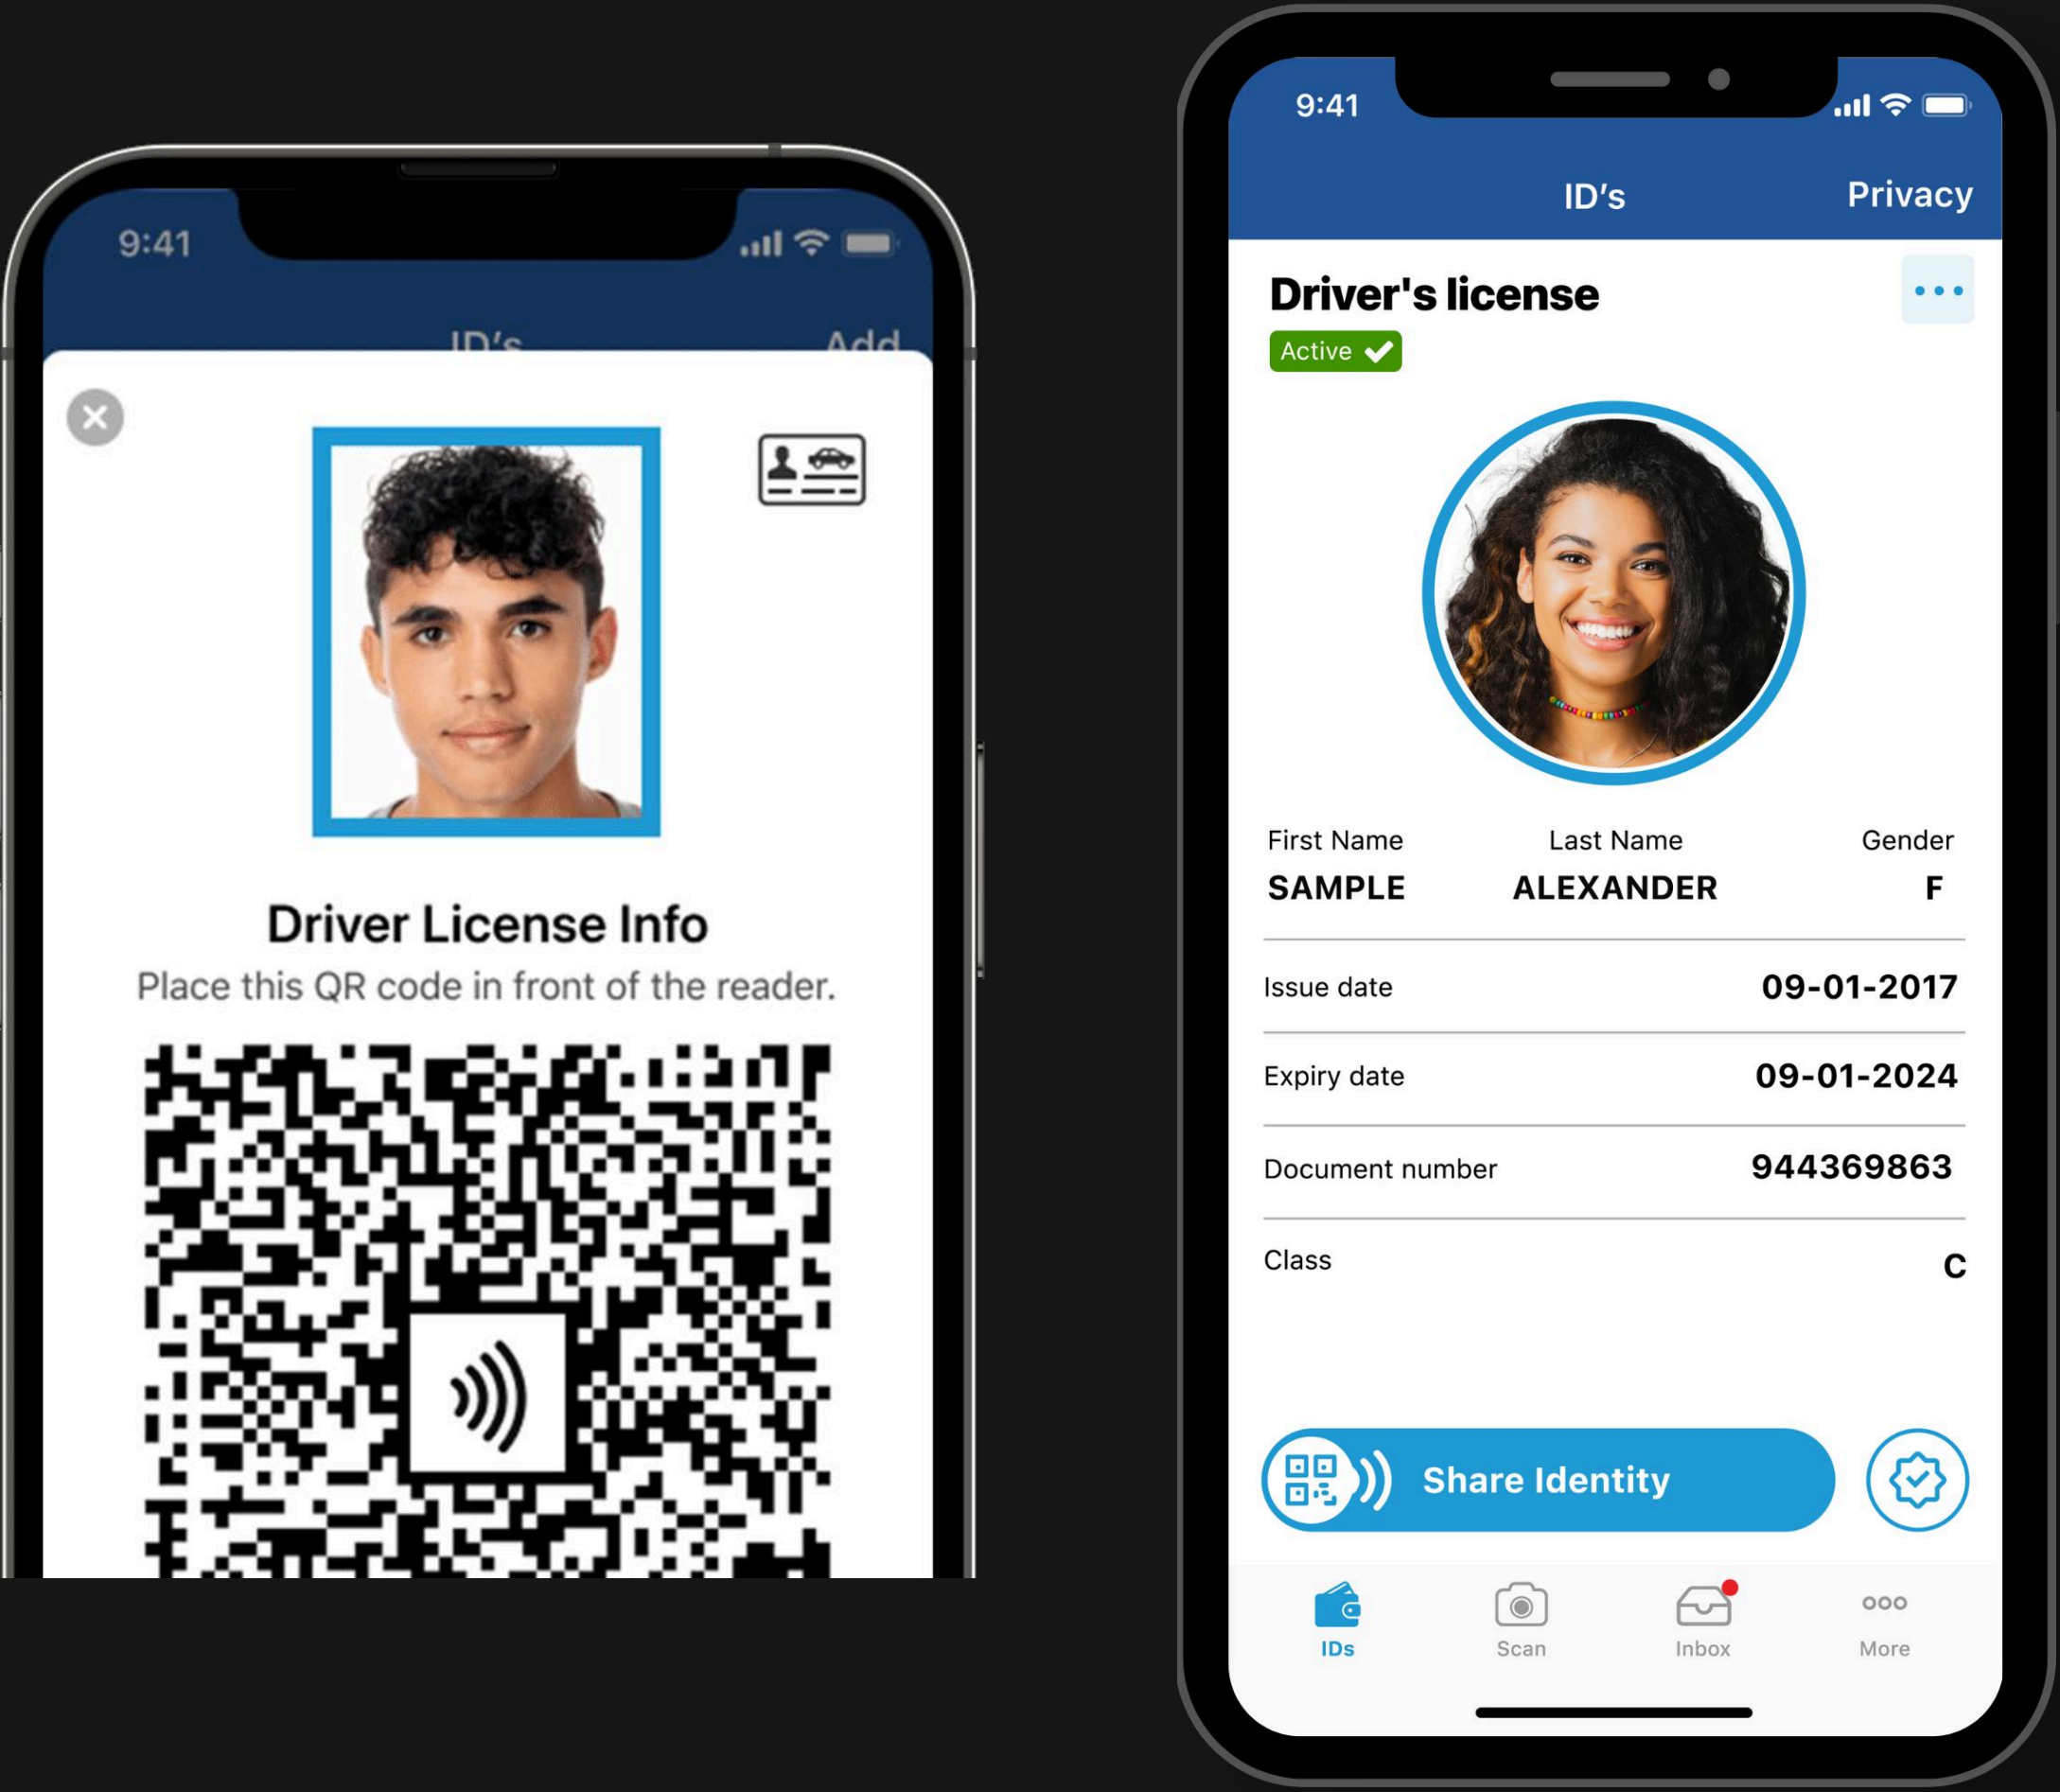 9:41
ID's
Add
Driver License Info
Place this QR code in front of the reader.
9:41
ID's
Privacy
Driver's license
Active
First Name Last Name Gender
SAMPLE ALEXANDER F
Issue date 09-01-2017
Expiry date 09-01-2024
Document number 944369863
Class C
Share Identity
IDs Scan Inbox More